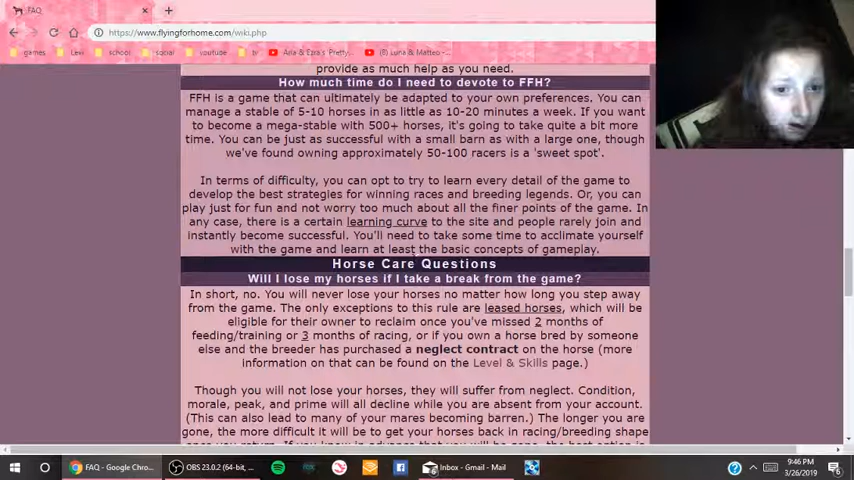 FAQ
https://www.flyingforhome.com/wiki.php
games Levi school social youtube tv
provide as much help as you need.
How much time do I need to devote to FFH?
FFH is a game that can ultimately be adapted to your own preferences. You can
manage a stable of 5-10 horses in as little as 10-20 minutes a week. If you want
to become a mega-stable with 500+ horses, it's going to take quite a bit more
time. You can be just as successful with a small barn as with a large one, though
we've found owning approximately 50-100 racers is a 'sweet spot'.
In terms of difficulty, you can opt to try to learn every detail of the game to
develop the best strategies for winning races and breeding legends. Or, you can
play just for fun and not worry too much about all the finer points of the game. In
any case, there is a certain learning curve to the site and people rarely join and
instantly become successful. You'll need to take some time to acclimate yourself
with the game and learn at least the basic concepts of gameplay.
Horse Care Questions
Will I lose my horses if I take a break from the game?
In short, no. You will never lose your horses no matter how long you step away
from the game. The only exceptions to this rule are leased horses, which will be
eligible for their owner to reclaim once you've missed 2 months of
feeding/training or 3 months of racing, or if you own a horse bred by someone
else and the breeder has purchased a neglect contract on the horse (more
information on that can be found on the Level & Skills page.)
Though you will not lose your horses, they will suffer from neglect. Condition,
morale, peak, and prime will all decline while you are absent from your account.
(This can also lead to many of your mares becoming barren.) The longer you are
gone, the more difficult it will be to get your horses back in racing/breeding shape
FAQ - Google Chro...
OBS 23.0.2 (64-bit, ...
Inbox - Gmail - Mail
9:46 PM
3/26/2019